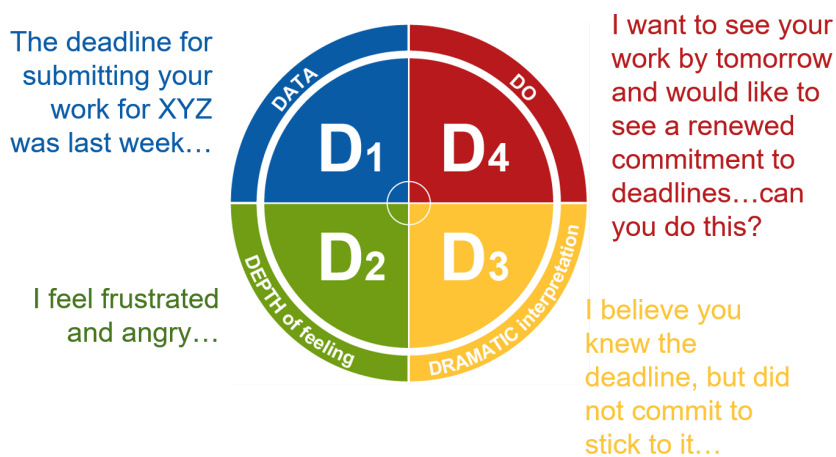 The deadline for
submitting your
work for XYZ
was last week…
DATA
D1
DO
D4
I want to see your
work by tomorrow
and would like to
see a renewed
commitment to
deadlines…can
you do this?
I feel frustrated
and angry…
DEPTH of feeling
D2
DRAMATIC interpretation
D3
I believe you
knew the
deadline, but did
not commit to
stick to it…